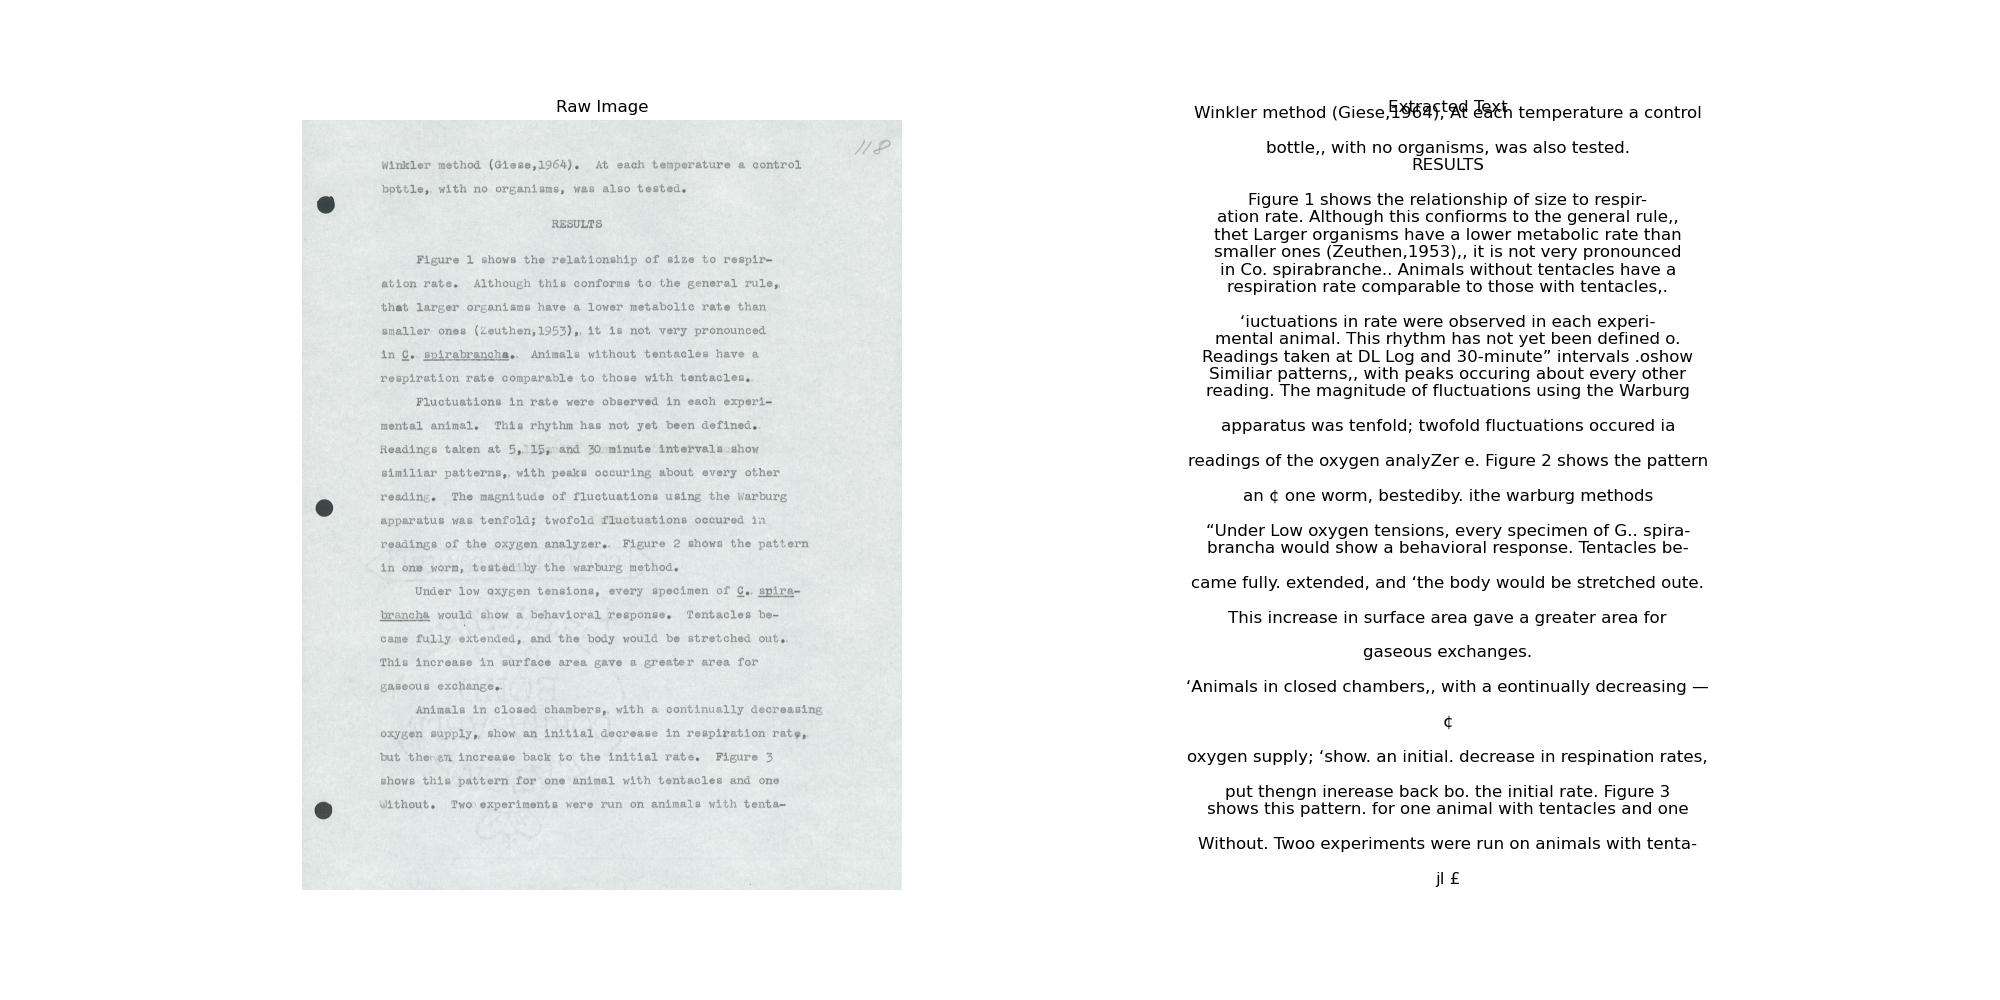 Raw Image
118
Winkler method (Giese,1964).  At each temperature a control
bottle, with no organisms, was also tested.
RESULTS
Figure 1 shows the relationship of size to respir-
ation rate.  Although this conforms to the general rule,
that larger organisms have a lower metabolic rate than
smaller ones (Zeuthen,1953), it is not very pronounced
in C. spirabrancha.  Animals without tentacles have a
respiration rate comparable to those with tentacles.
Fluctuations in rate were observed in each experi-
mental animal.  This rhythm has not yet been defined.
Readings taken at 5, 15, and 30 minute intervals show
similiar patterns, with peaks occuring about every other
reading.  The magnitude of fluctuations using the Warburg
apparatus was tenfold; twofold fluctuations occured in
readings of the oxygen analyzer.  Figure 2 shows the pattern
in one worm, tested by the warburg method.
Under low oxygen tensions, every specimen of C. spira-
brancha would show a behavioral response.  Tentacles be-
came fully extended, and the body would be stretched out.
This increase in surface area gave a greater area for
gaseous exchange.
Animals in closed chambers, with a continually decreasing
oxygen supply, show an initial decrease in respiration rate,
but then an increase back to the initial rate.  Figure 3
shows this pattern for one animal with tentacles and one
Without.  Two experiments were run on animals with tenta-
Extracted Text
Winkler method (Giese,1964), At each temperature a control
bottle,, with no organisms, was also tested.
RESULTS
Figure 1 shows the relationship of size to respir-
ation rate. Although this confiorms to the general rule,,
thet Larger organisms have a lower metabolic rate than
smaller ones (Zeuthen,1953),, it is not very pronounced
in Co. spirabranche.. Animals without tentacles have a
respiration rate comparable to those with tentacles,.
‘iuctuations in rate were observed in each experi-
mental animal. This rhythm has not yet been defined o.
Readings taken at DL Log and 30-minute” intervals .oshow
Similiar patterns,, with peaks occuring about every other
reading. The magnitude of fluctuations using the Warburg
apparatus was tenfold; twofold fluctuations occured ia
readings of the oxygen analyZer e. Figure 2 shows the pattern
an ¢ one worm, bestediby. ithe warburg methods
“Under Low oxygen tensions, every specimen of G.. spira-
brancha would show a behavioral response. Tentacles be-
came fully. extended, and ‘the body would be stretched oute.
This increase in surface area gave a greater area for
gaseous exchanges.
‘Animals in closed chambers,, with a eontinually decreasing —
¢
oxygen supply; ‘show. an initial. decrease in respination rates,
put thengn inerease back bo. the initial rate. Figure 3
shows this pattern. for one animal with tentacles and one
Without. Twoo experiments were run on animals with tenta-
jl £